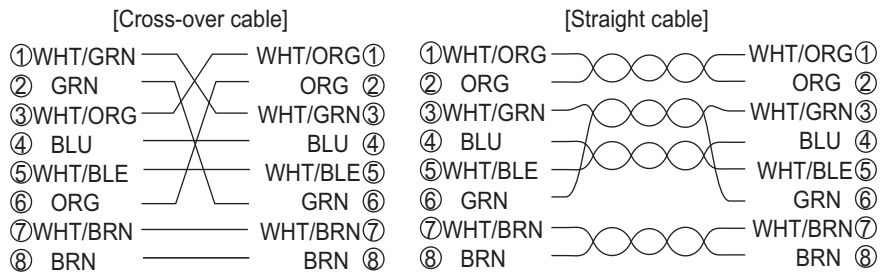 [Cross-over cable]
①WHT/GRN WHT/ORG①
② GRN ORG ②
③WHT/ORG WHT/GRN③
④ BLU BLU ④
⑤WHT/BLE WHT/BLE⑤
⑥ ORG GRN ⑥
⑦WHT/BRN WHT/BRN⑦
⑧ BRN BRN ⑧
[Straight cable]
①WHT/ORG WHT/ORG①
② ORG ORG ②
③WHT/GRN WHT/GRN③
④ BLU BLU ④
⑤WHT/BLE WHT/BLE⑤
⑥ GRN GRN ⑥
⑦WHT/BRN WHT/BRN⑦
⑧ BRN BRN ⑧